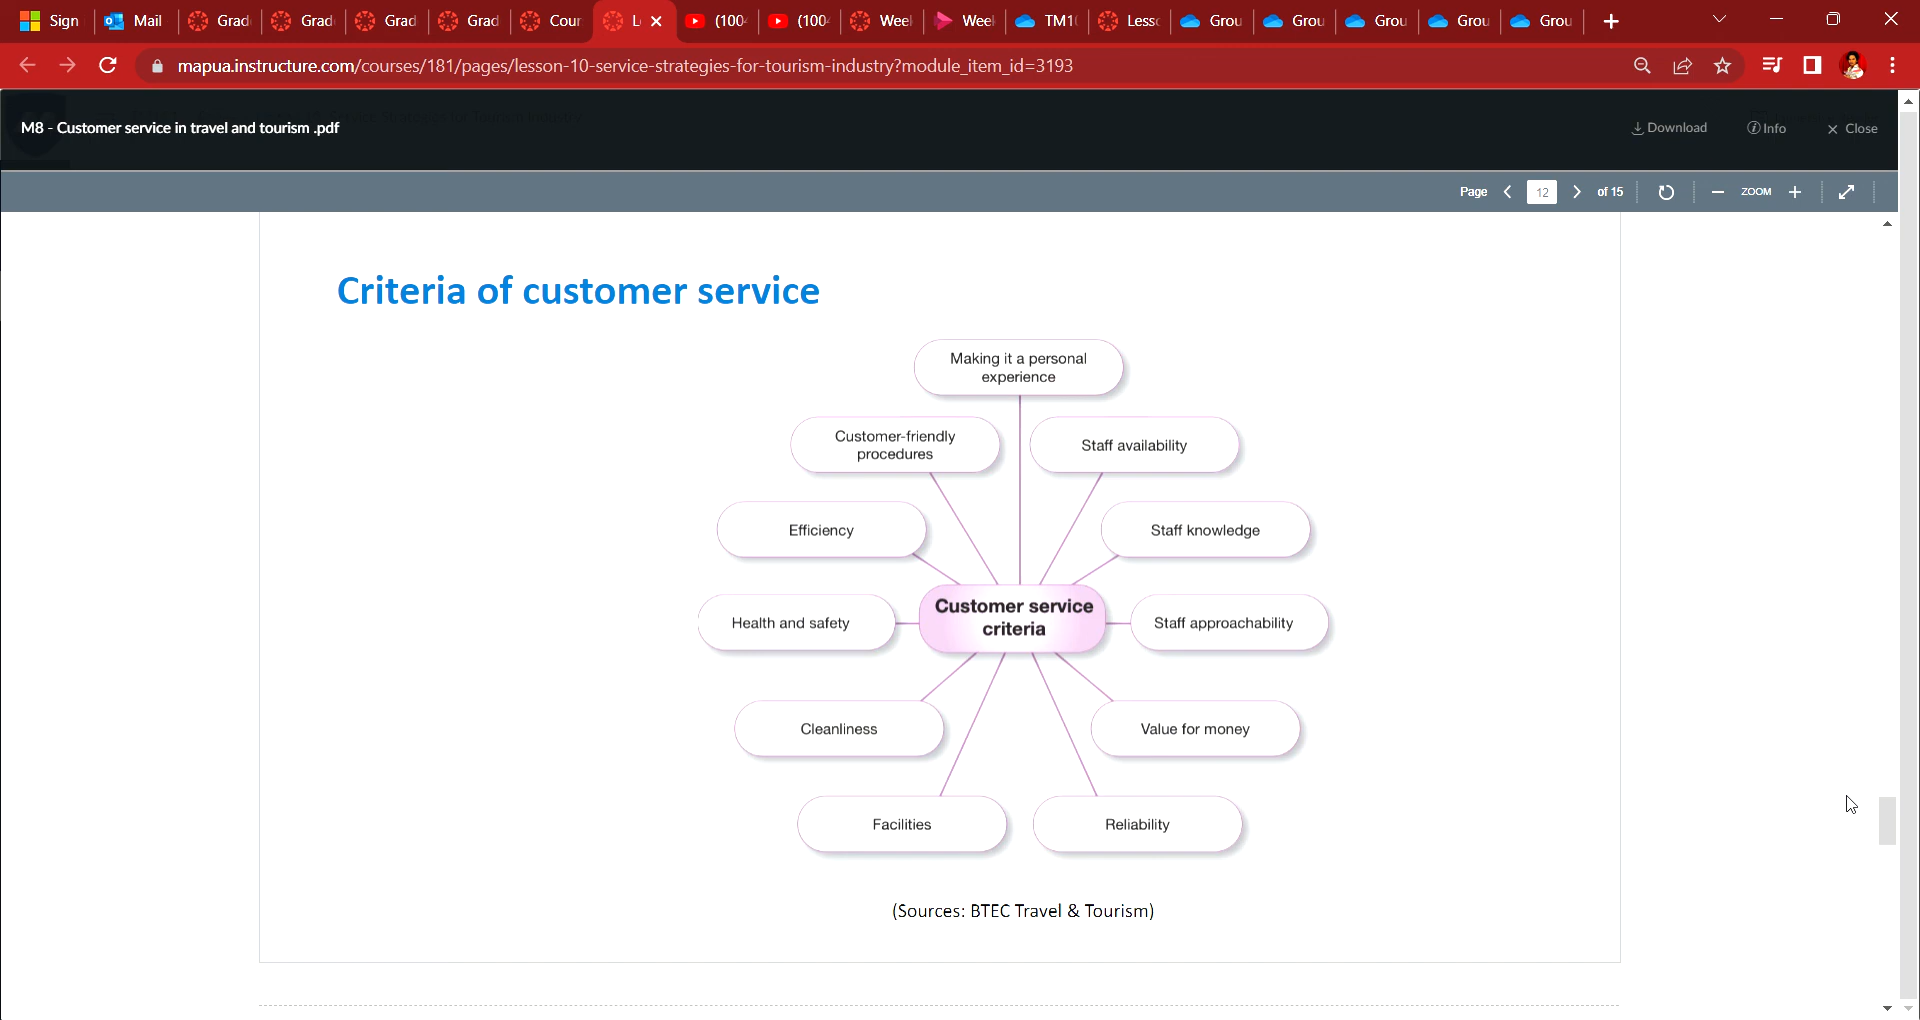 Sign Mail Grad Grad Grad Grad Cour L (100 (100 Weel Wee TM1 Less Grou Grou Grou Grou Grou
mapua.instructure.com/courses/181/pages/lesson-10-service-strategies-for-tourism-industry?module_item_id=3193
M8 - Customer service in travel and tourism .pdf
Download Info Close
Page 12 of 15 ZOOM
Criteria of customer service
Making it a personal
experience
Customer-friendly
procedures
Staff availability
Efficiency
Staff knowledge
Customer service
criteria
Health and safety
Staff approachability
Cleanliness
Value for money
Facilities
Reliability
(Sources: BTEC Travel & Tourism)